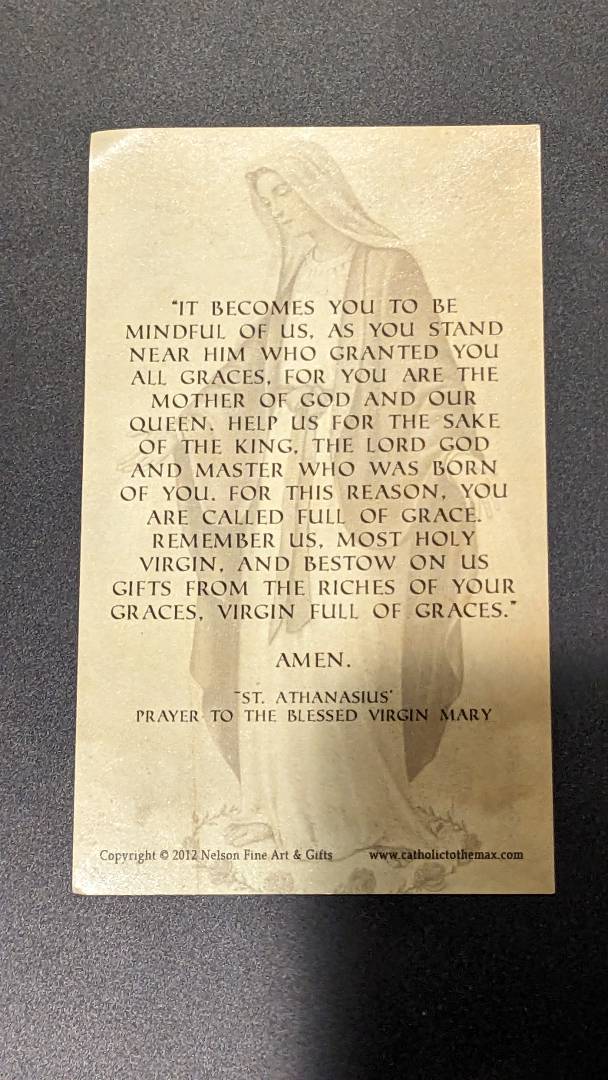 “IT BECOMES YOU TO BE
MINDFUL OF US, AS YOU STAND
NEAR HIM WHO GRANTED YOU
ALL GRACES, FOR YOU ARE THE
MOTHER OF GOD AND OUR
QUEEN. HELP US FOR THE SAKE
OF THE KING, THE LORD GOD
AND MASTER WHO WAS BORN
OF YOU. FOR THIS REASON, YOU
ARE CALLED FULL OF GRACE.
REMEMBER US, MOST HOLY
VIRGIN, AND BESTOW ON US
GIFTS FROM THE RICHES OF YOUR
GRACES, VIRGIN FULL OF GRACES.”
AMEN.
~ST. ATHANASIUS’
PRAYER TO THE BLESSED VIRGIN MARY
Copyright © 2012 Nelson Fine Art & Gifts www.catholictothemax.com